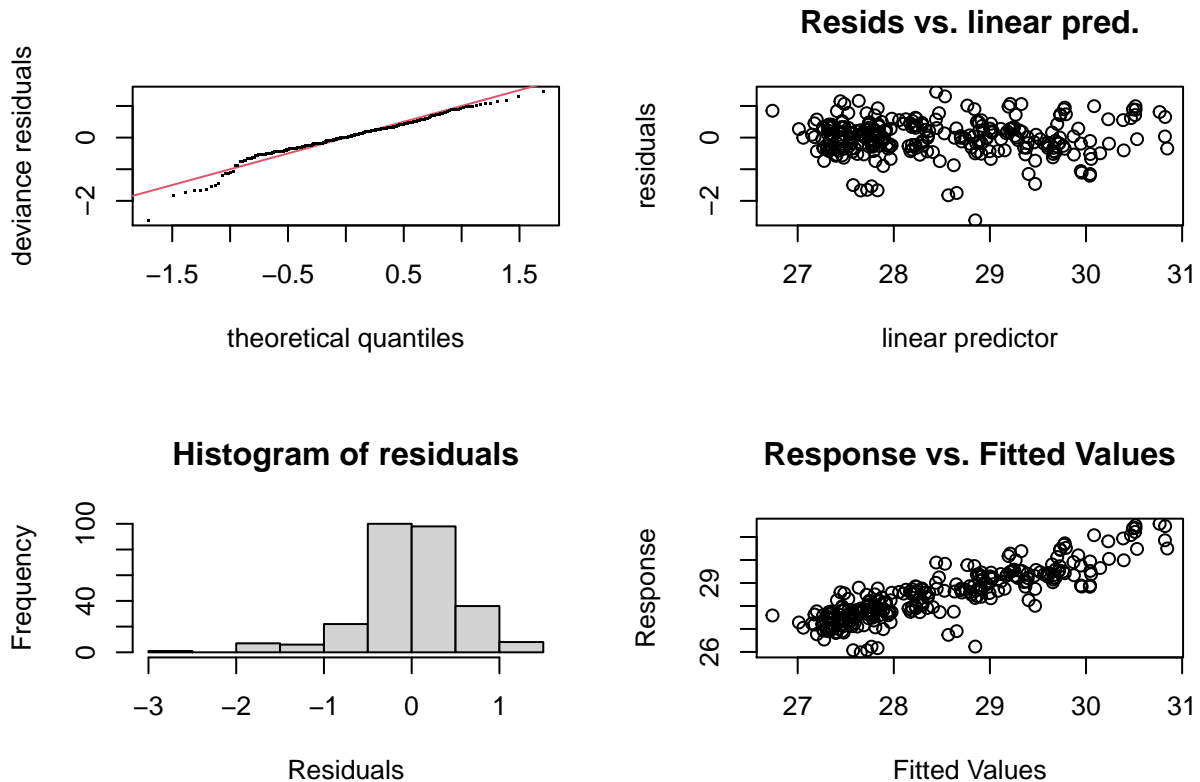 deviance residuals
0
−2
−1.5
−0.5
0.5
1.5
theoretical quantiles
Resids vs. linear pred.
residuals
0
−2
27
28
29
30
31
linear predictor
Histogram of residuals
Frequency
100
40
0
−3
−2
−1
0
1
Residuals
Response vs. Fitted Values
Response
29
26
27
28
29
30
31
Fitted Values